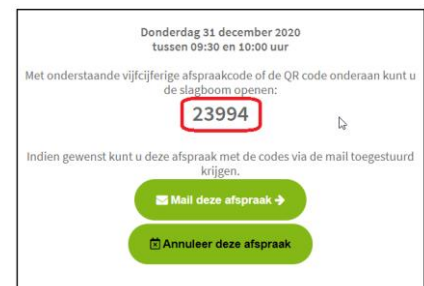 Donderdag 31 december 2020
tussen 09:30 en 10:00 uur
Met onderstaande vijfcijferige afspraakcode of de QR code onderaan kunt u
de slagboom openen:
23994
Indien gewenst kunt u deze afspraak met de codes via de mail toegestuurd
krijgen.
Mail deze afspraak →
Annuleer deze afspraak